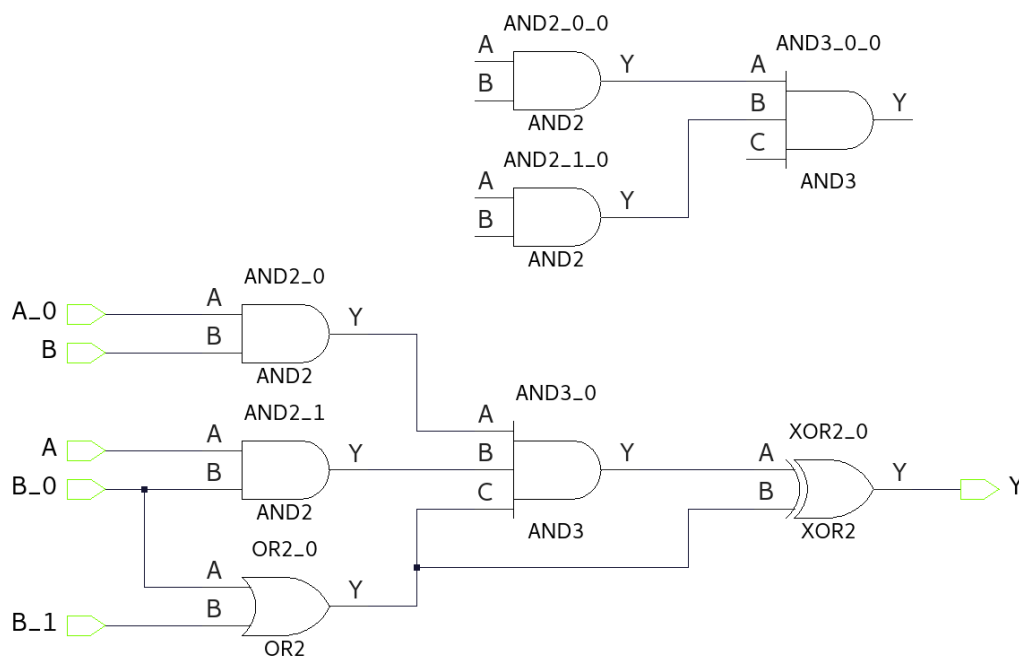 AND2_0_0
A
Y
B
AND2
AND3_0_0
A
B
Y
C
AND3
AND2_1_0
A
Y
B
AND2
AND2_0
A_0
A
Y
B
B
AND2
AND2_1
A
A
Y
B_0
B
AND2
AND3_0
A
B
Y
C
AND3
XOR2_0
A
Y
B
Y
XOR2
OR2_0
A
Y
B
B_1
OR2